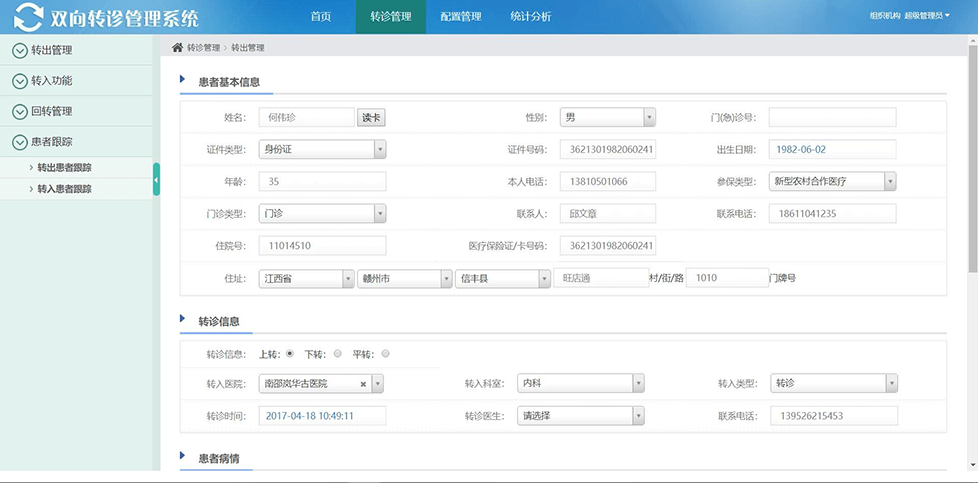 双向转诊管理系统 首页 转诊管理 配置管理 统计分析 组织机构 超级管理员
转出管理
转入功能
回转管理
患者跟踪
转出患者跟踪
转入患者跟踪
转诊管理 > 转出管理
患者基本信息
姓名: 何伟珍 读卡 性别: 男 门(急)诊号:
证件类型: 身份证 证件号码: 3621301982060241 出生日期: 1982-06-02
年龄: 35 本人电话: 13810501066 参保类型: 新型农村合作医疗
门诊类型: 门诊 联系人: 邱文章 联系电话: 18611041235
住院号: 11014510 医疗保险证/卡号码: 3621301982060241
住址: 江西省 赣州市 信丰县 旺店通 村/街/路 1010 门牌号
转诊信息
转诊信息: 上转: 下转: 平转:
转入医院: 南邵岚华古医院 转入科室: 内科 转入类型: 转诊
转诊时间: 2017-04-18 10:49:11 转诊医生: 请选择 联系电话: 139526215453
患者病情